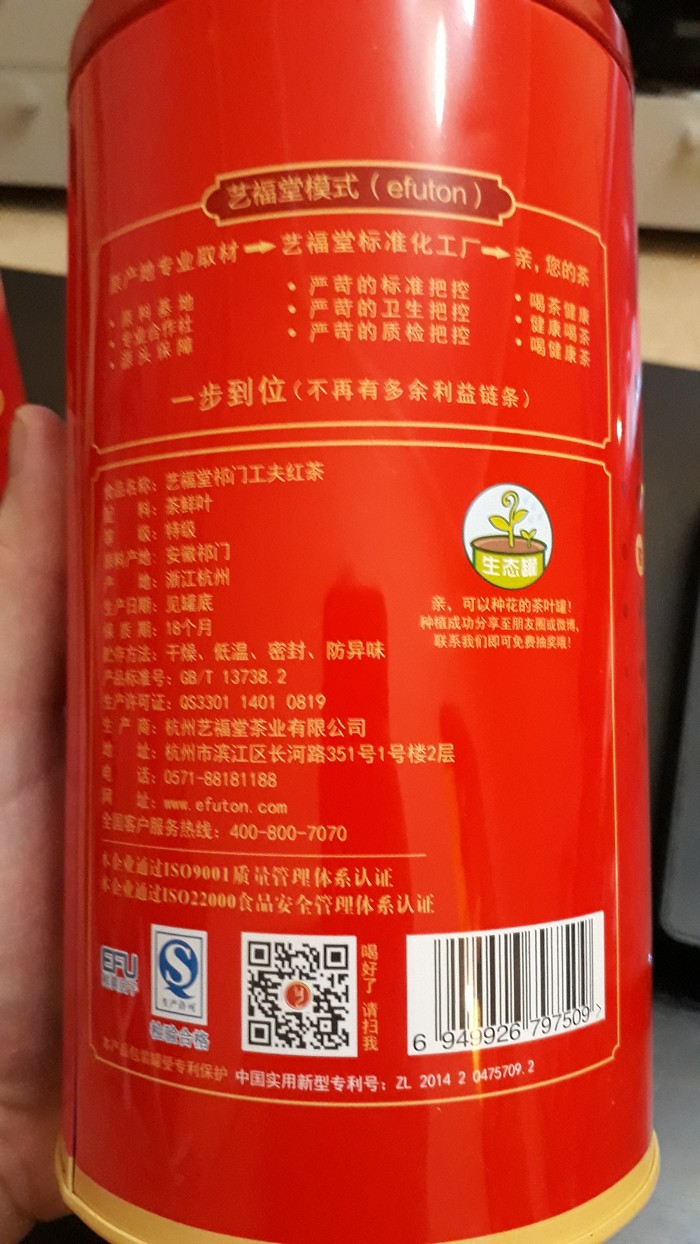 艺福堂模式（efuton）
原产地专业取材➡艺福堂标准化工厂➡亲，您的茶
• 原料基地
• 专业合作社
• 源头保障
• 严苛的标准把控
• 严苛的卫生把控
• 严苛的质检把控
• 喝茶健康
• 健康喝茶
• 喝健康茶
一步到位（不再有多余利益链条）
食品名称：艺福堂祁门工夫红茶
配 料：茶鲜叶
等 级：特级
原料产地：安徽祁门
产 地：浙江杭州
生产日期：见罐底
保 质 期：18个月
贮存方法：干燥、低温、密封、防异味
产品标准号：GB/T 13738.2
生产许可证：QS3301 1401 0819
生 产 商：杭州艺福堂茶业有限公司
地 址：杭州市滨江区长河路351号1号楼2层
电 话：0571-88181188
网 址：www.efuton.com
全国客户服务热线：400-800-7070
生态罐
亲，可以种花的茶叶罐！
种植成功分享至朋友圈或微博，
联系我们即可免费抽奖哦！
本企业通过ISO9001质量管理体系认证
本企业通过ISO22000食品安全管理体系认证
EFU
QS
生产许可
检验合格
喝好了 请扫我
6 949926 797509 >
本产品包装罐受专利保护 中国实用新型专利号：ZL 2014 2 0475709.2